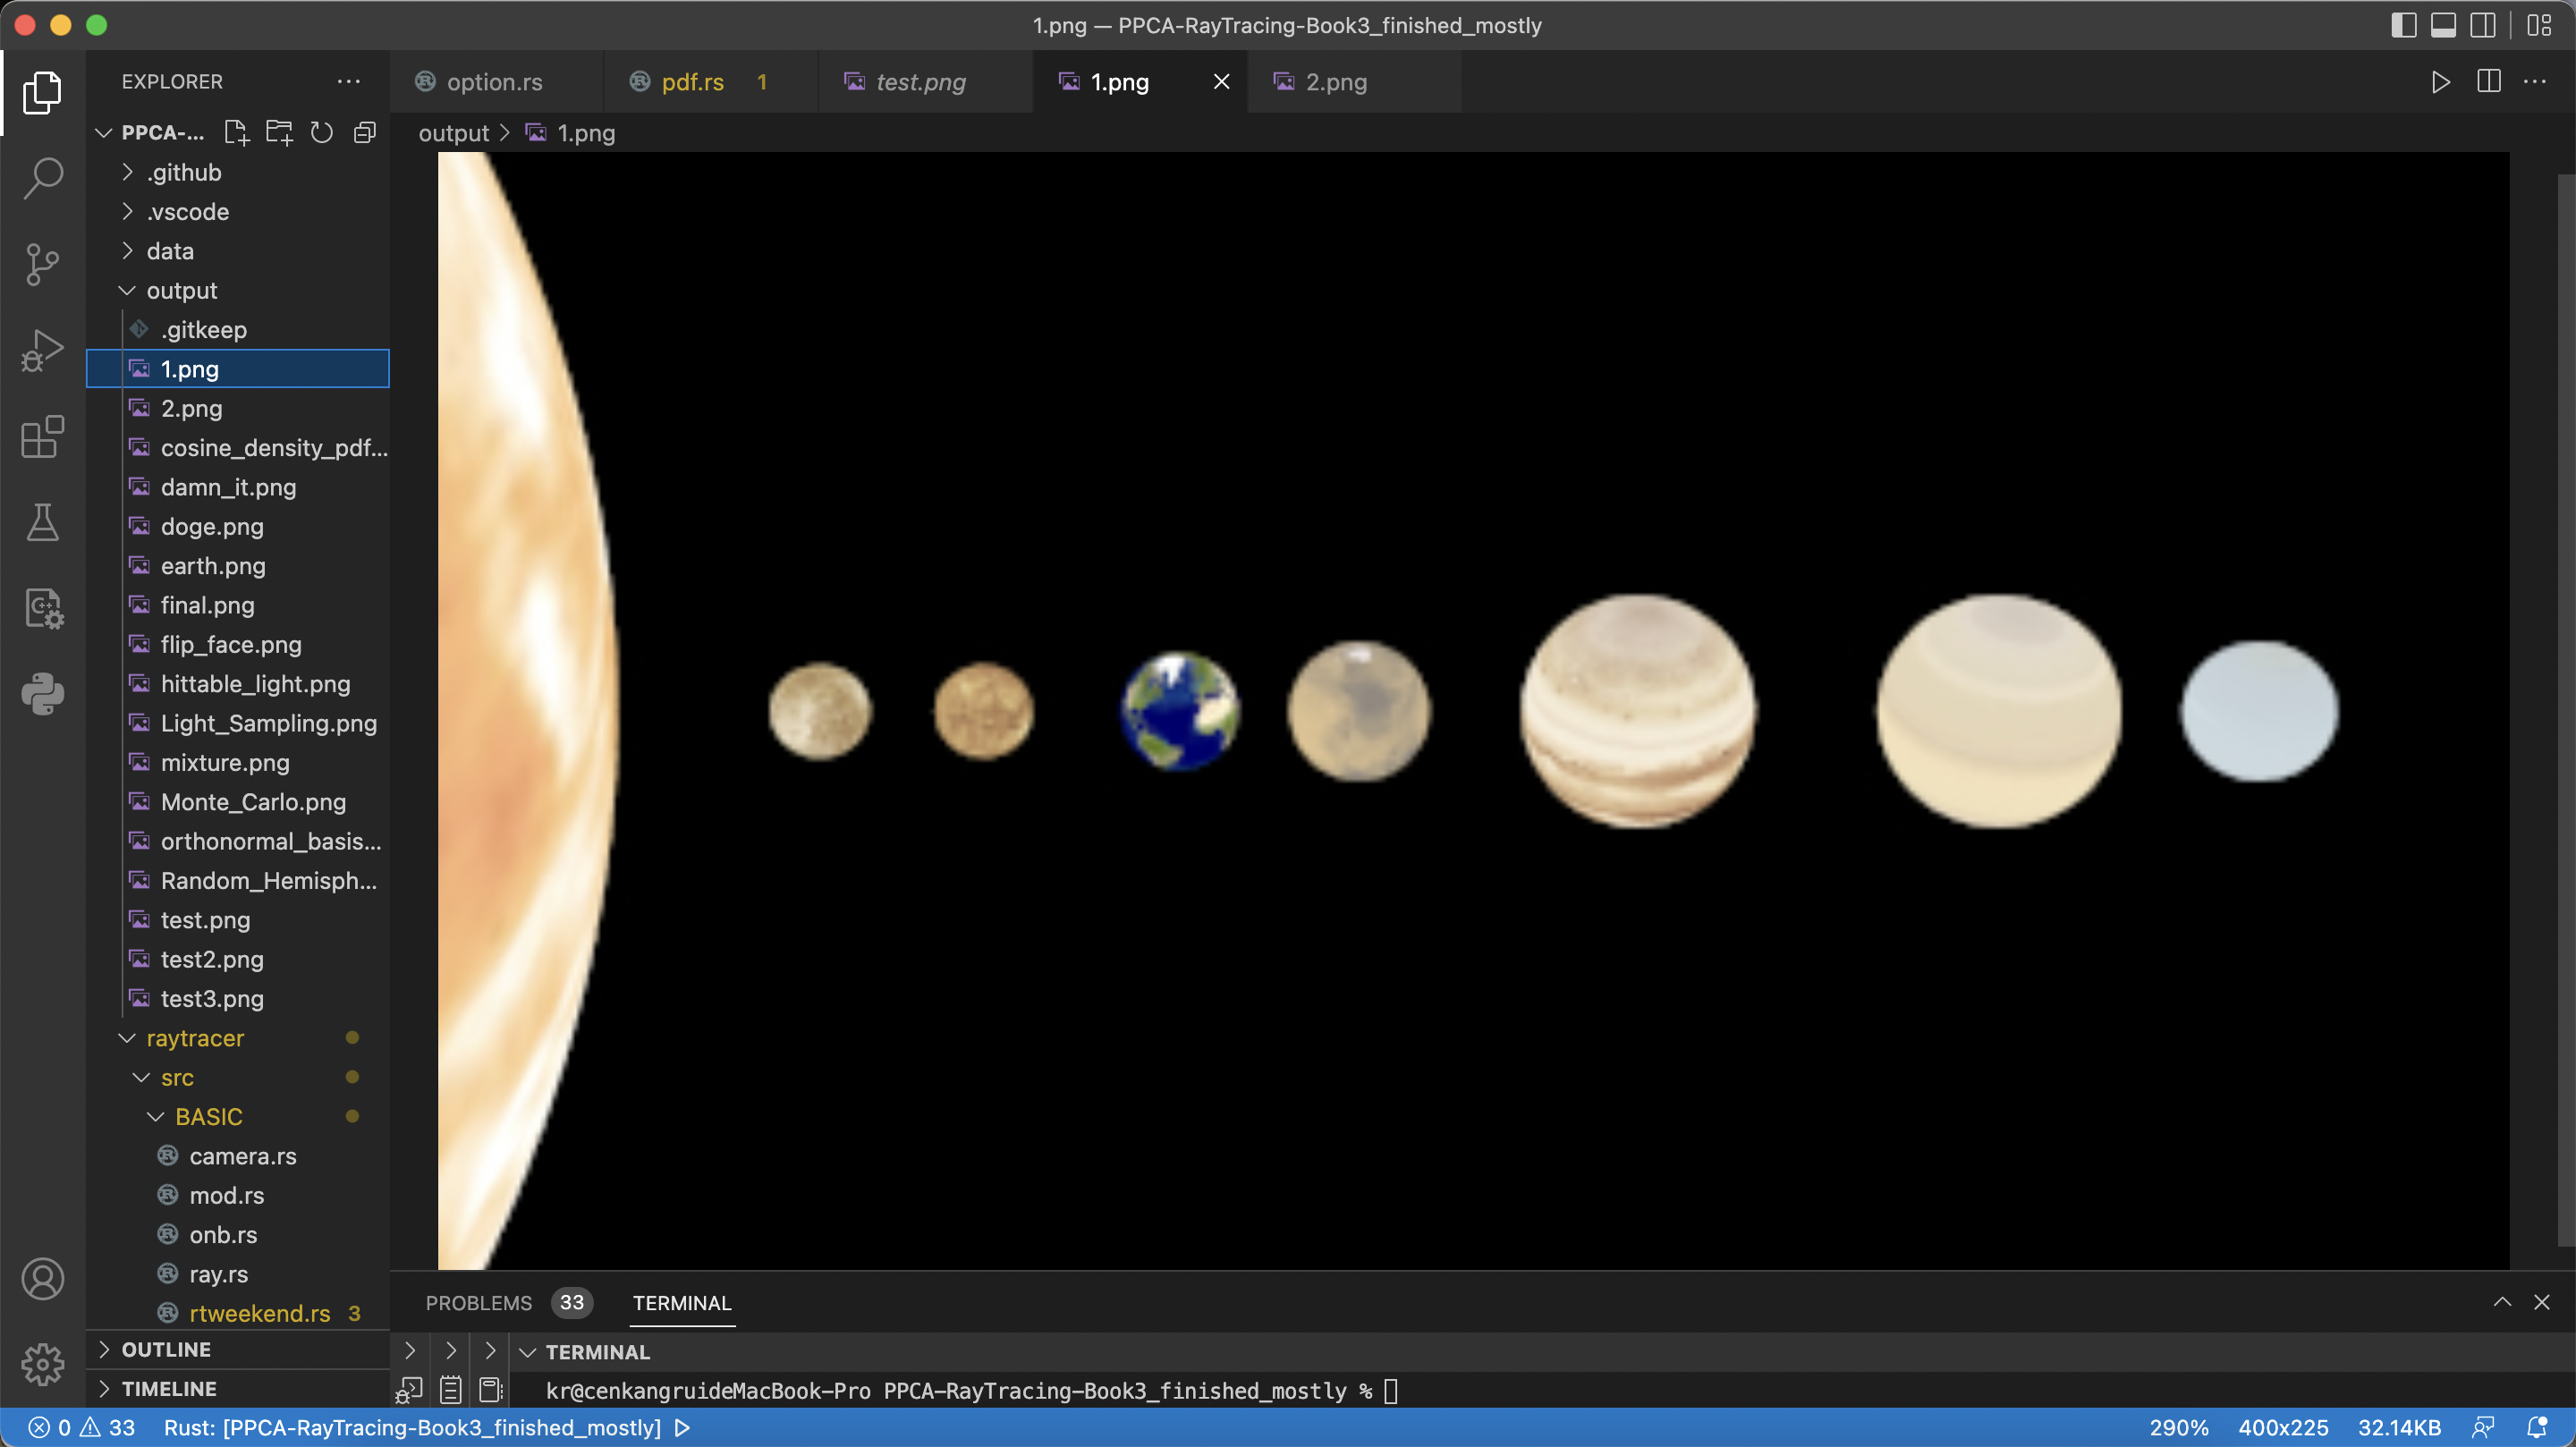 1.png — PPCA-RayTracing-Book3_finished_mostly
EXPLORER
option.rs
pdf.rs 1
test.png
1.png
2.png
PPCA-...
output > 1.png
.github
.vscode
data
output
.gitkeep
1.png
2.png
cosine_density_pdf...
damn_it.png
doge.png
earth.png
final.png
flip_face.png
hittable_light.png
Light_Sampling.png
mixture.png
Monte_Carlo.png
orthonormal_basis...
Random_Hemisph...
test.png
test2.png
test3.png
raytracer
src
BASIC
camera.rs
mod.rs
onb.rs
ray.rs
rtweekend.rs 3
OUTLINE
TIMELINE
PROBLEMS 33 TERMINAL
TERMINAL
kr@cenkangruideMacBook-Pro PPCA-RayTracing-Book3_finished_mostly %
0 33 Rust: [PPCA-RayTracing-Book3_finished_mostly]
290% 400x225 32.14KB